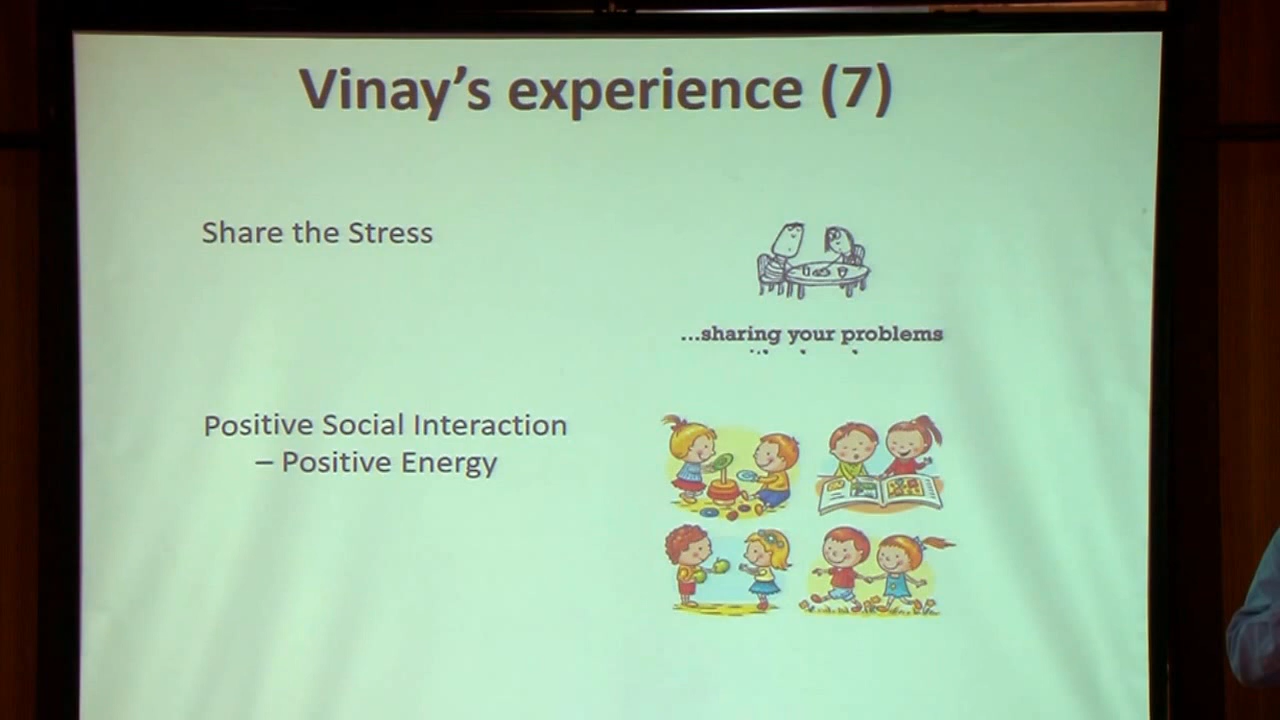 Vinay's experience (7)
Share the Stress
...sharing your problems
Positive Social Interaction
– Positive Energy